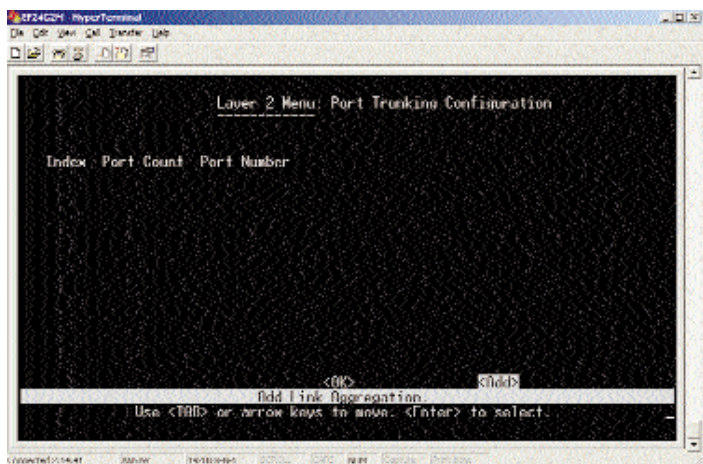 EF24G2M - HyperTerminal
File Edit View Call Transfer Help
Layer 2 Menu: Port Trunking Configuration
Index Port Count Port Number
<OK> <Add>
Add Link Aggregation.
Use <TAB> or arrow keys to move. <Enter> to select.
NUM